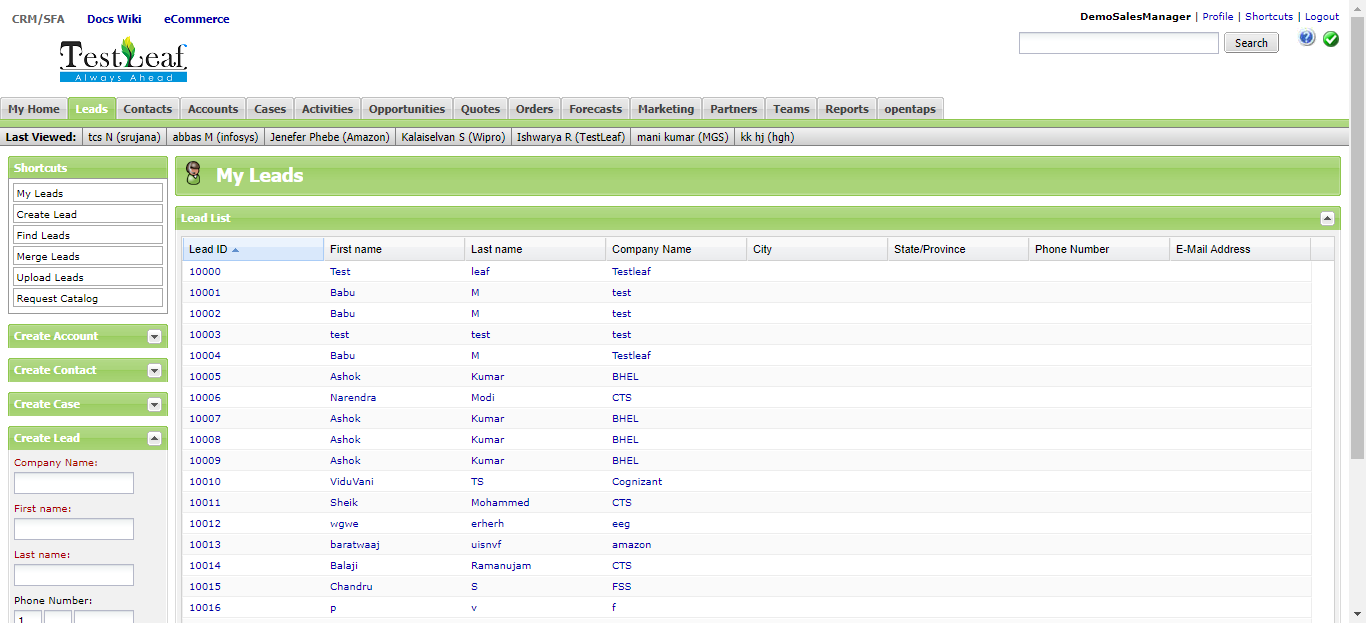 CRM/SFA Docs Wiki eCommerce
DemoSalesManager | Profile | Shortcuts | Logout
TestLeaf
Always Ahead
Search
My Home Leads Contacts Accounts Cases Activities Opportunities Quotes Orders Forecasts Marketing Partners Teams Reports opentaps
Last Viewed: tcs N (srujana) abbas M (infosys) Jenefer Phebe (Amazon) Kalaiselvan S (Wipro) Ishwarya R (TestLeaf) mani kumar (MGS) kk hj (hgh)
Shortcuts
My Leads
Create Lead
Find Leads
Merge Leads
Upload Leads
Request Catalog
Create Account
Create Contact
Create Case
Create Lead
Company Name:
First name:
Last name:
Phone Number:
1
My Leads
Lead List
Lead ID First name Last name Company Name City State/Province Phone Number E-Mail Address
10000 Test leaf Testleaf
10001 Babu M test
10002 Babu M test
10003 test test test
10004 Babu M Testleaf
10005 Ashok Kumar BHEL
10006 Narendra Modi CTS
10007 Ashok Kumar BHEL
10008 Ashok Kumar BHEL
10009 Ashok Kumar BHEL
10010 ViduVani TS Cognizant
10011 Sheik Mohammed CTS
10012 wgwe erherh eeg
10013 baratwaaj uisnvf amazon
10014 Balaji Ramanujam CTS
10015 Chandru S FSS
10016 p v f